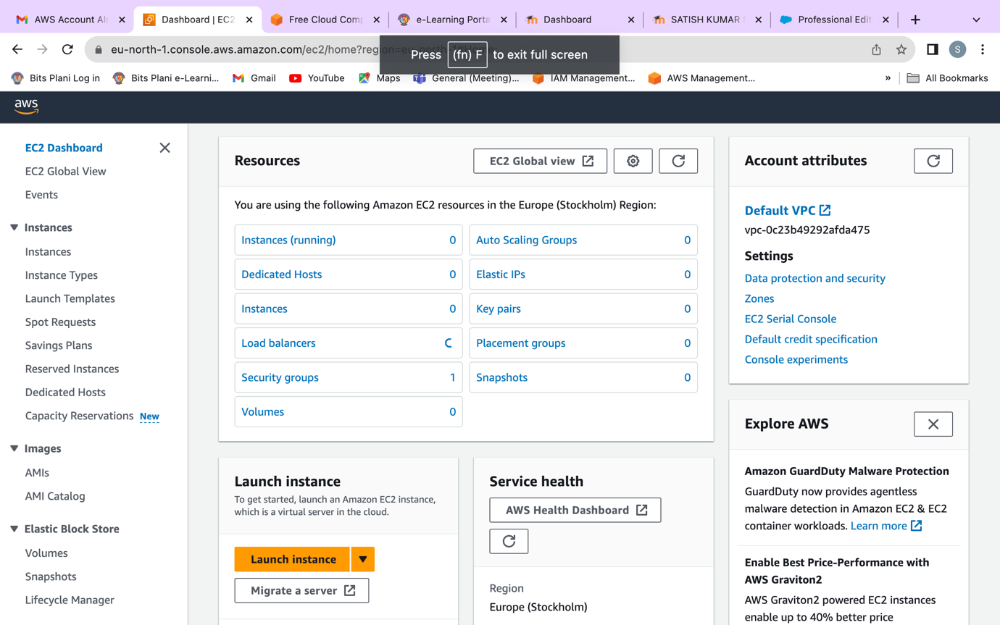 AWS Account Al
Dashboard | EC2
Free Cloud Comp
e-Learning Porta
Dashboard
SATISH KUMAR
Professional Edit
eu-north-1.console.aws.amazon.com/ec2/home?region=eu-north-1#Home:
S
Press (fn) F to exit full screen
Bits Plani Log in
Bits Plani e-Learni...
Gmail
YouTube
Maps
General (Meeting)...
IAM Management...
AWS Management...
»
All Bookmarks
aws
EC2 Dashboard
EC2 Global View
Events
Instances
Instances
Instance Types
Launch Templates
Spot Requests
Savings Plans
Reserved Instances
Dedicated Hosts
Capacity Reservations New
Images
AMIs
AMI Catalog
Elastic Block Store
Volumes
Snapshots
Lifecycle Manager
Resources
EC2 Global view
You are using the following Amazon EC2 resources in the Europe (Stockholm) Region:
Instances (running) 0
Auto Scaling Groups 0
Dedicated Hosts 0
Elastic IPs 0
Instances 0
Key pairs 0
Load balancers
Placement groups 0
Security groups 1
Snapshots 0
Volumes 0
Launch instance
To get started, launch an Amazon EC2 instance,
which is a virtual server in the cloud.
Launch instance
Migrate a server
Service health
AWS Health Dashboard
Region
Europe (Stockholm)
Account attributes
Default VPC
vpc-0c23b49292afda475
Settings
Data protection and security
Zones
EC2 Serial Console
Default credit specification
Console experiments
Explore AWS
Amazon GuardDuty Malware Protection
GuardDuty now provides agentless
malware detection in Amazon EC2 & EC2
container workloads. Learn more
Enable Best Price-Performance with
AWS Graviton2
AWS Graviton2 powered EC2 instances
enable up to 40% better price